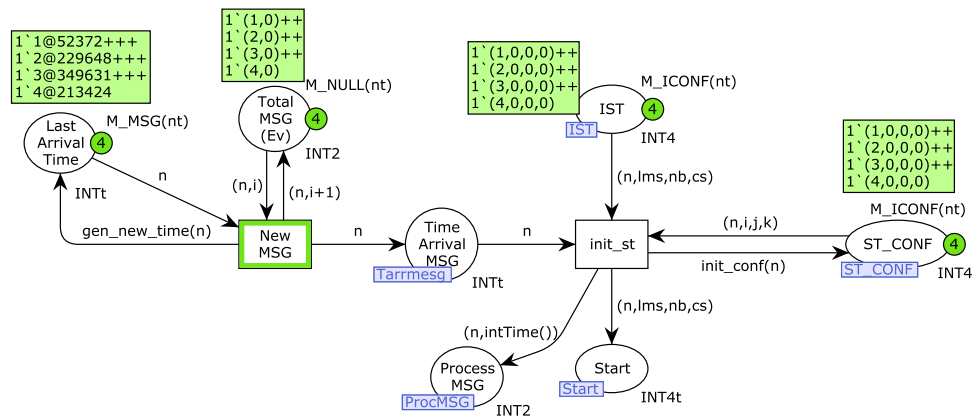 1`1@52372+++
1`2@229648+++
1`3@349631+++
1`4@213424
M_MSG(nt)
4
Last
Arrival
Time
INTt
1`(1,0)++
1`(2,0)++
1`(3,0)++
1`(4,0)
M_NULL(nt)
4
Total
MSG
(Ev)
INT2
n
(n,i)
(n,i+1)
gen_new_time(n)
New
MSG
n
Time
Arrival
MSG
Tarrmesg
INTt
n
1`(1,0,0,0)++
1`(2,0,0,0)++
1`(3,0,0,0)++
1`(4,0,0,0)
M_ICONF(nt)
IST
4
IST
INT4
(n,lms,nb,cs)
init_st
(n,i,j,k)
init_conf(n)
1`(1,0,0,0)++
1`(2,0,0,0)++
1`(3,0,0,0)++
1`(4,0,0,0)
M_ICONF(nt)
ST_CONF
4
ST_CONF
INT4
(n,intTime())
(n,lms,nb,cs)
Process
MSG
ProcMSG
INT2
Start
Start
INT4t